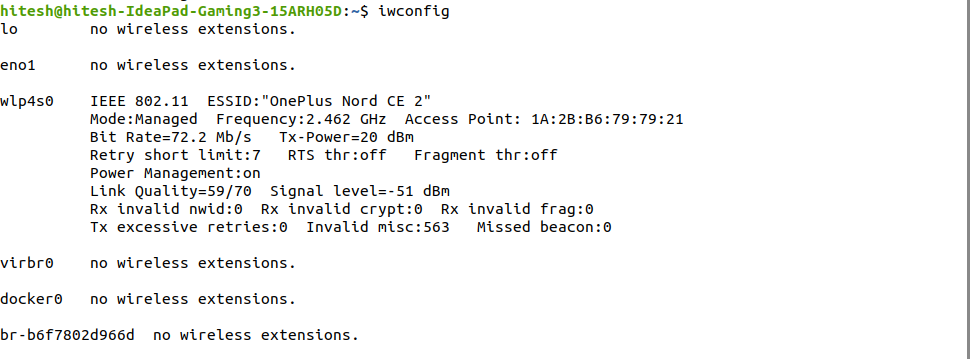 hitesh@hitesh-IdeaPad-Gaming3-15ARH05D:~$ iwconfig
lo        no wireless extensions.
eno1      no wireless extensions.
wlp4s0    IEEE 802.11  ESSID:"OnePlus Nord CE 2"
          Mode:Managed  Frequency:2.462 GHz  Access Point: 1A:2B:B6:79:79:21
          Bit Rate=72.2 Mb/s   Tx-Power=20 dBm
          Retry short limit:7   RTS thr:off   Fragment thr:off
          Power Management:on
          Link Quality=59/70  Signal level=-51 dBm
          Rx invalid nwid:0  Rx invalid crypt:0  Rx invalid frag:0
          Tx excessive retries:0  Invalid misc:563   Missed beacon:0
virbr0    no wireless extensions.
docker0   no wireless extensions.
br-b6f7802d966d  no wireless extensions.